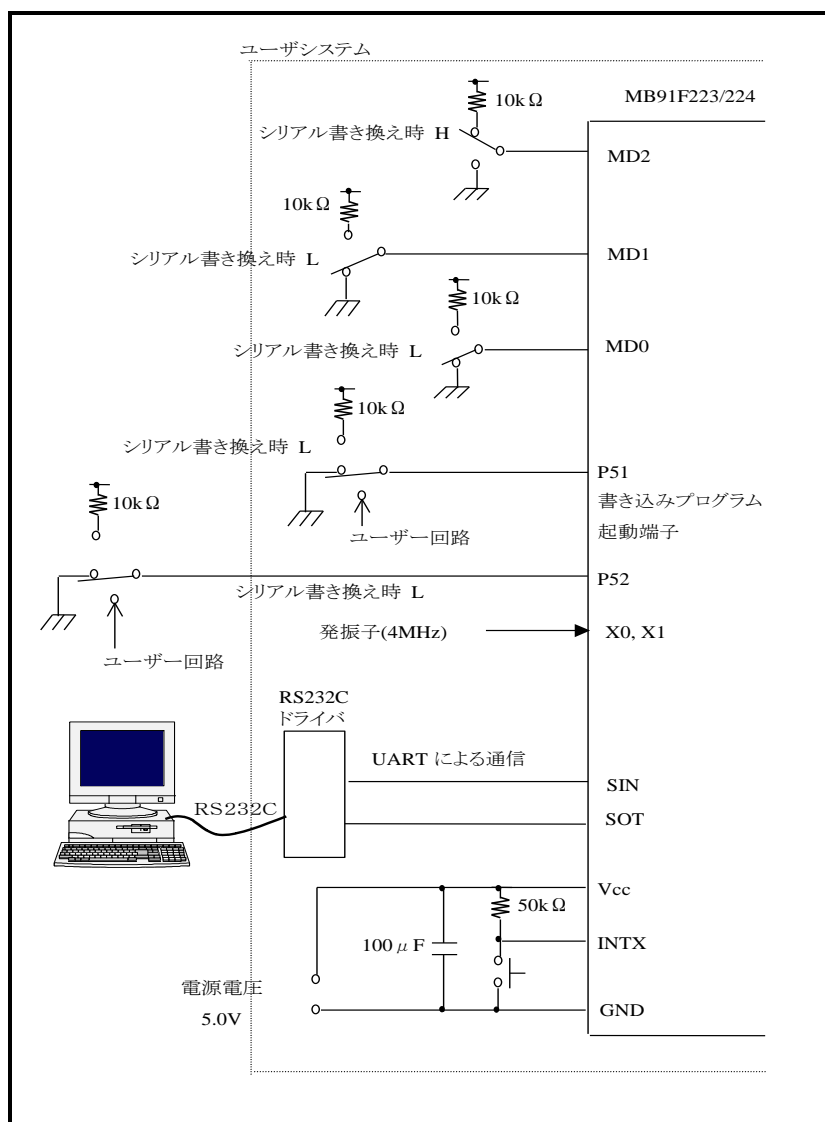 ユーザシステム
10kΩ
MB91F223/224
シリアル書き換え時 H
MD2
10kΩ
シリアル書き換え時 L
MD1
10kΩ
シリアル書き換え時 L
MD0
10kΩ
シリアル書き換え時 L
P51
書き込みプログラム
起動端子
ユーザー回路
10kΩ
P52
シリアル書き換え時 L
ユーザー回路
発振子(4MHz)
X0, X1
RS232C
ドライバ
UART による通信
SIN
RS232C
SOT
Vcc
50kΩ
100μF
INTX
電源電圧
5.0V
GND